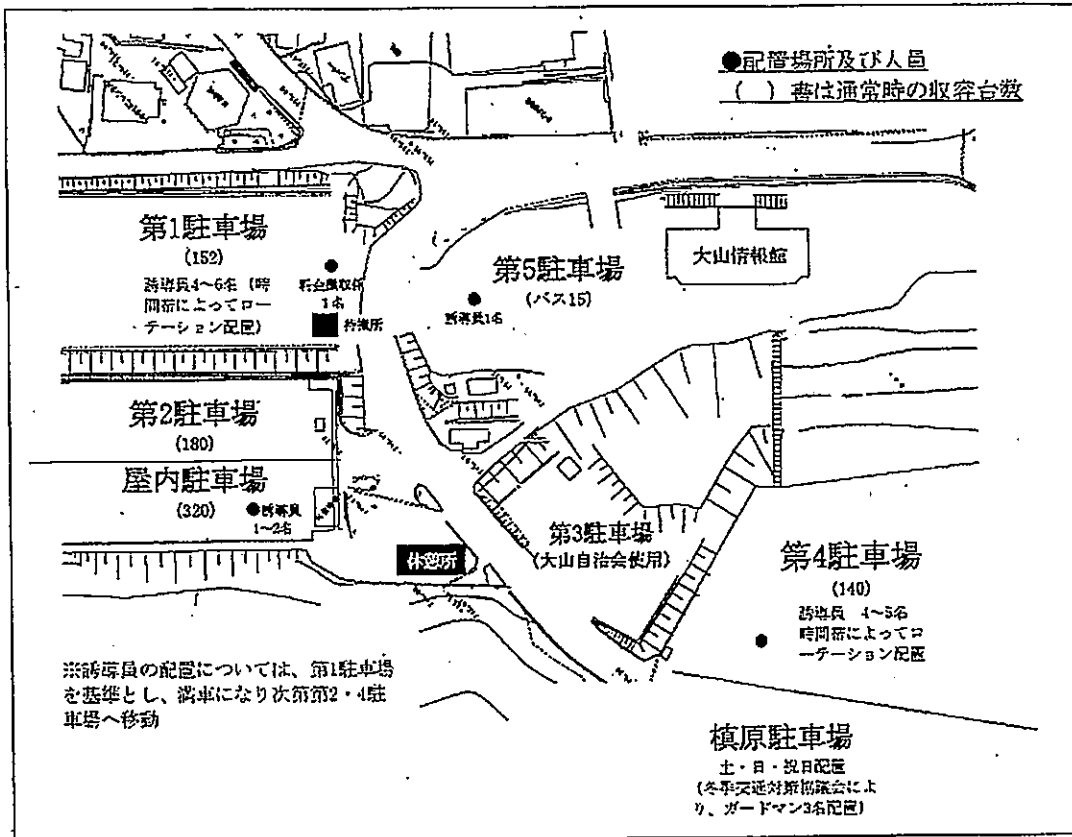 ●配置場所及び人員
( ) 書は通常時の収容台数
第1駐車場
(152)
誘導員4~6名（時
間帯によってロー
テーション配置）
料金徴収係
1名
待機所
第5駐車場
(バス15)
誘導員1名
大山情報館
第2駐車場
(180)
屋内駐車場
(320)
誘導員
1~2名
休憩所
第3駐車場
(大山自治会使用)
第4駐車場
(140)
誘導員 4~5名
時間帯によってロ
ーテーション配置
※誘導員の配置については、第1駐車場
を基準とし、満車になり次第第2・4駐
車場へ移動
槙原駐車場
土・日・祝日配置
(冬季交通対策協議会によ
り、ガードマン3名配置)